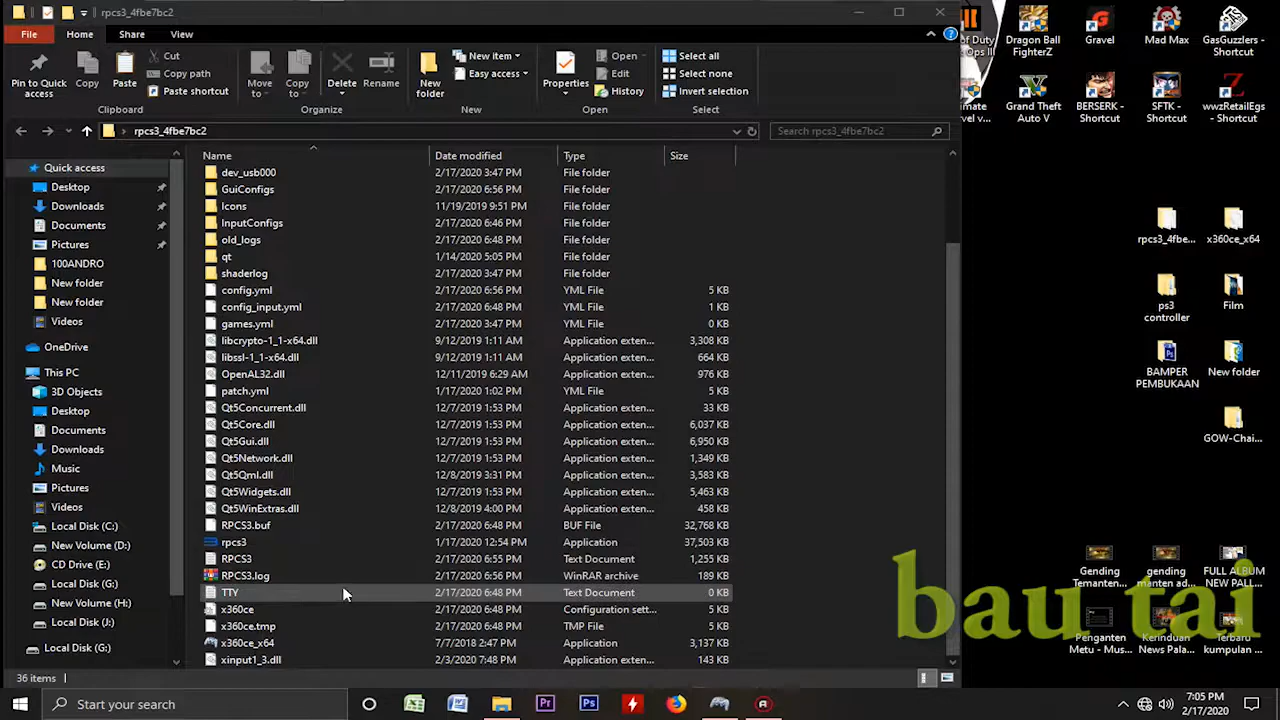 rpcs3_4fbe7bc2
File
Home
Share
View
Pin to Quick access
Copy
Paste
Cut
Copy path
Paste shortcut
Clipboard
Move to
Copy to
Delete
Rename
Organize
New folder
New item
Easy access
New
Properties
Open
Edit
History
Open
Select all
Select none
Invert selection
Select
rpcs3_4fbe7bc2
Search rpcs3_4fbe7bc2
Quick access
Desktop
Downloads
Documents
Pictures
100ANDRO
New folder
New folder
Videos
OneDrive
This PC
3D Objects
Desktop
Documents
Downloads
Music
Pictures
Videos
Local Disk (C:)
New Volume (D:)
CD Drive (E:)
Local Disk (G:)
New Volume (H:)
Local Disk (J:)
Local Disk (G:)
Name Date modified Type Size
dev_usb000 2/17/2020 3:47 PM File folder
GuiConfigs 2/17/2020 6:56 PM File folder
Icons 11/19/2019 9:51 PM File folder
InputConfigs 2/17/2020 6:46 PM File folder
old_logs 2/17/2020 6:48 PM File folder
qt 1/14/2020 5:05 PM File folder
shaderlog 2/17/2020 3:47 PM File folder
config.yml 2/17/2020 6:56 PM YML File 5 KB
config_input.yml 2/17/2020 6:48 PM YML File 1 KB
games.yml 2/17/2020 3:47 PM YML File 0 KB
libcrypto-1_1-x64.dll 9/12/2019 1:11 AM Application exten... 3,308 KB
libssl-1_1-x64.dll 9/12/2019 1:11 AM Application exten... 664 KB
OpenAL32.dll 12/11/2019 6:29 AM Application exten... 976 KB
patch.yml 1/17/2020 1:02 PM YML File 5 KB
Qt5Concurrent.dll 12/7/2019 1:53 PM Application exten... 33 KB
Qt5Core.dll 12/7/2019 1:53 PM Application exten... 6,037 KB
Qt5Gui.dll 12/7/2019 1:53 PM Application exten... 6,950 KB
Qt5Network.dll 12/7/2019 1:53 PM Application exten... 1,349 KB
Qt5Qml.dll 12/8/2019 3:31 PM Application exten... 3,583 KB
Qt5Widgets.dll 12/7/2019 1:53 PM Application exten... 5,463 KB
Qt5WinExtras.dll 12/8/2019 4:00 PM Application exten... 458 KB
RPCS3.buf 2/17/2020 6:48 PM BUF File 32,768 KB
rpcs3 1/17/2020 12:54 PM Application 37,503 KB
RPCS3 2/17/2020 6:55 PM Text Document 1,255 KB
RPCS3.log 2/17/2020 6:56 PM WinRAR archive 189 KB
TTY 2/17/2020 6:48 PM Text Document 0 KB
x360ce 2/17/2020 6:48 PM Configuration sett... 5 KB
x360ce.tmp 2/17/2020 6:48 PM TMP File 5 KB
x360ce_x64 7/7/2018 2:47 PM Application 3,137 KB
xinput1_3.dll 2/3/2020 7:48 PM Application exten... 143 KB
36 items
of Duty
Ops III
Dragon Ball
FighterZ
Gravel
Mad Max
GasGuzzlers -
Shortcut
imate
vel v...
Grand Theft
Auto V
BERSERK -
Shortcut
SFTK -
Shortcut
wwzRetailEgs -
Shortcut
rpcs3_4fbe...
x360ce_x64
ps3
controller
Film
BAMPER
PEMBUKAAN
New folder
GOW-Chai...
Gending
Temanten...
gending
manten ad...
FULL ALBUM
NEW PALL...
Penganten
Metu - Mus...
Kerinduan
News Pala...
Terbaru
kumpulan ...
bau tai
Start your search
Pr
Ps
7:05 PM
2/17/2020